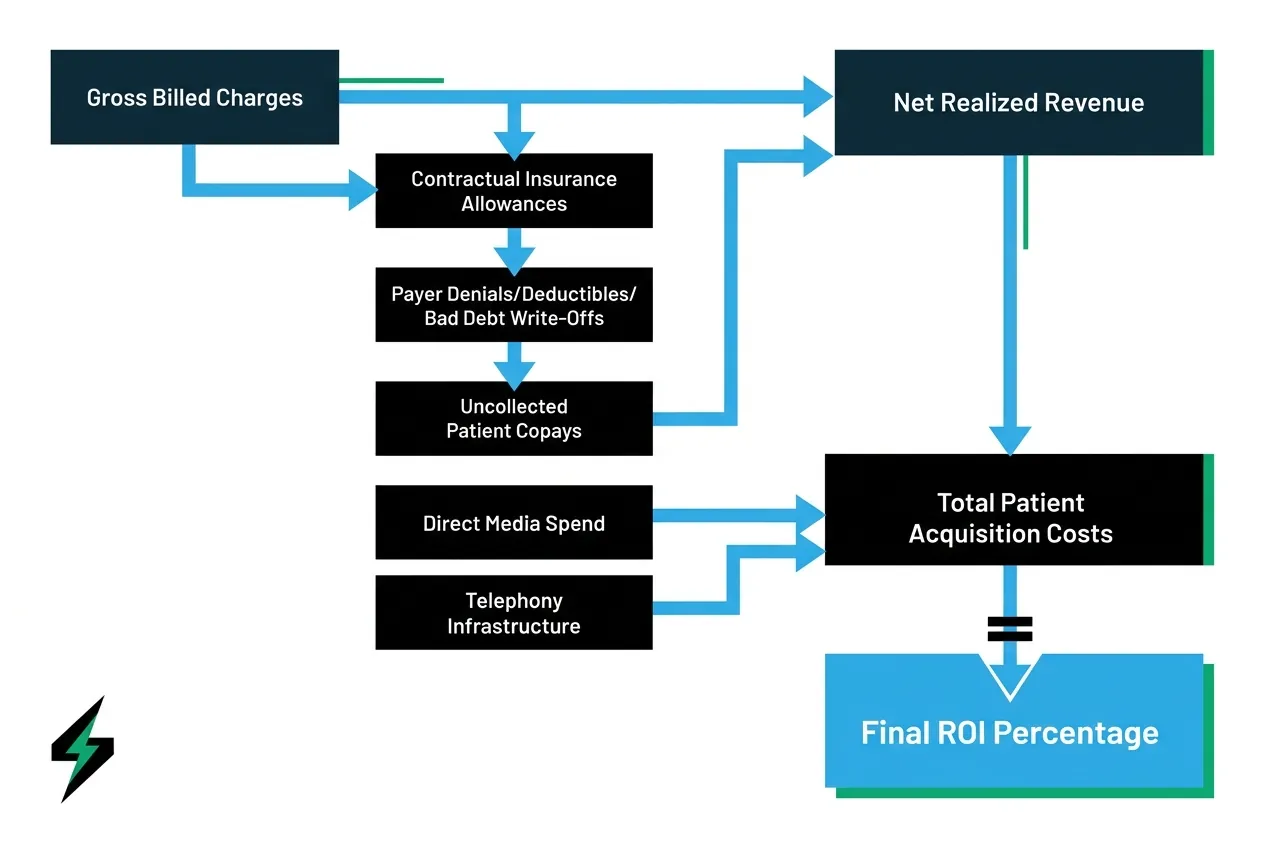 Gross Billed Charges
Net Realized Revenue
Contractual Insurance
Allowances
Payer Denials/Deductibles/
Bad Debt Write-Offs
Uncollected
Patient Copays
Direct Media Spend
Telephony
Infrastructure
Total Patient
Acquisition Costs
=
Final ROI Percentage